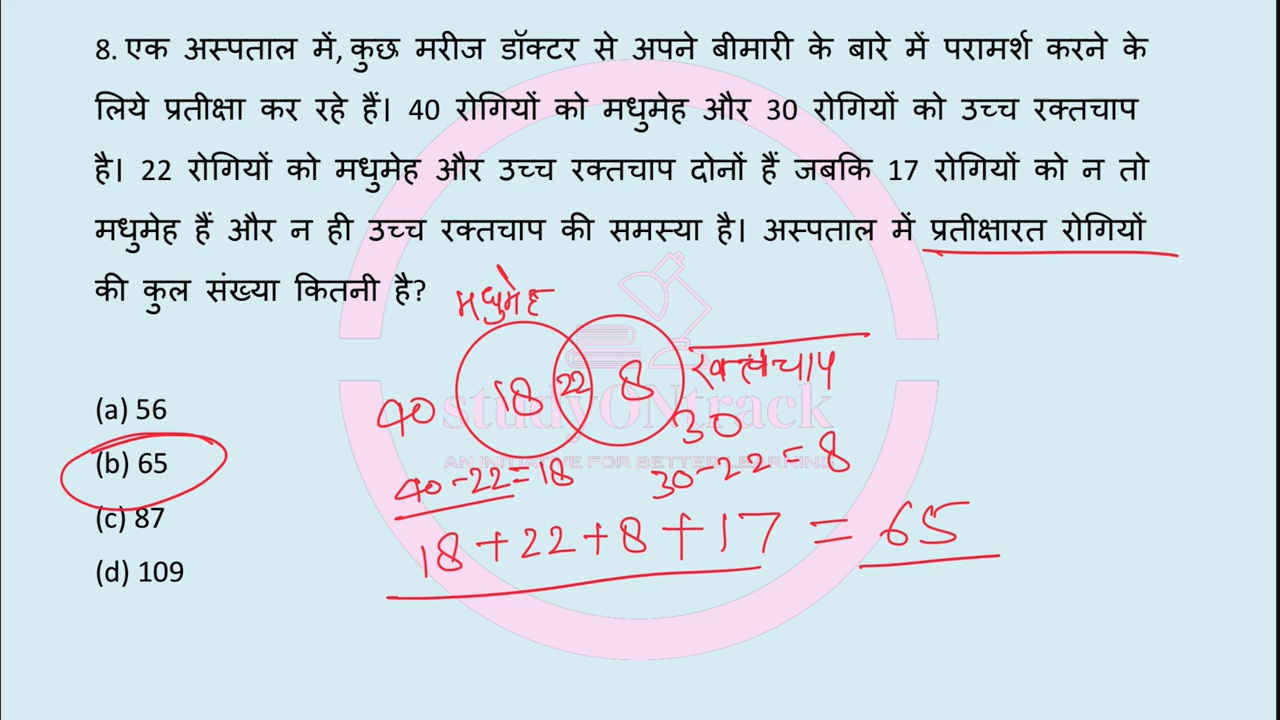 8. एक अस्पताल में, कुछ मरीज डॉक्टर से अपने बीमारी के बारे में परामर्श करने के
लिये प्रतीक्षा कर रहे हैं। 40 रोगियों को मधुमेह और 30 रोगियों को उच्च रक्तचाप
है। 22 रोगियों को मधुमेह और उच्च रक्तचाप दोनों हैं जबकि 17 रोगियों को न तो
मधुमेह हैं और न ही उच्च रक्तचाप की समस्या है। अस्पताल में प्रतीक्षारत रोगियों
की कुल संख्या कितनी है?
मधुमेह
रक्तचाप
40 18 22 8
30
(a) 56
studyONtrack
AN INITIATIVE FOR BETTER LEARNING
(b) 65
40-22=18 30-22=8
(c) 87
18+22+8+17 = 65
(d) 109